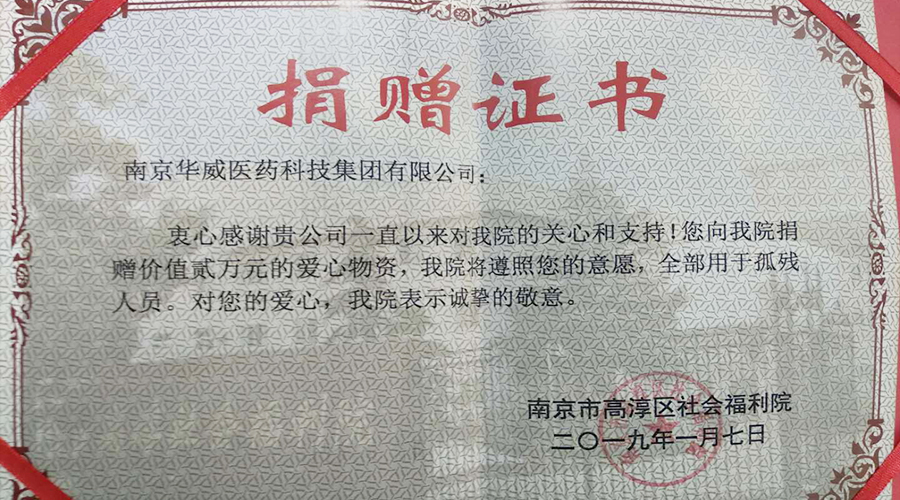 捐赠证书
南京华威医药科技集团有限公司：
衷心感谢贵公司一直以来对我院的关心和支持！您向我院捐
赠价值贰万元的爱心物资，我院将遵照您的意愿，全部用于孤残
人员。对您的爱心，我院表示诚挚的敬意。
南京市高淳区社会福利院
二〇一九年一月七日